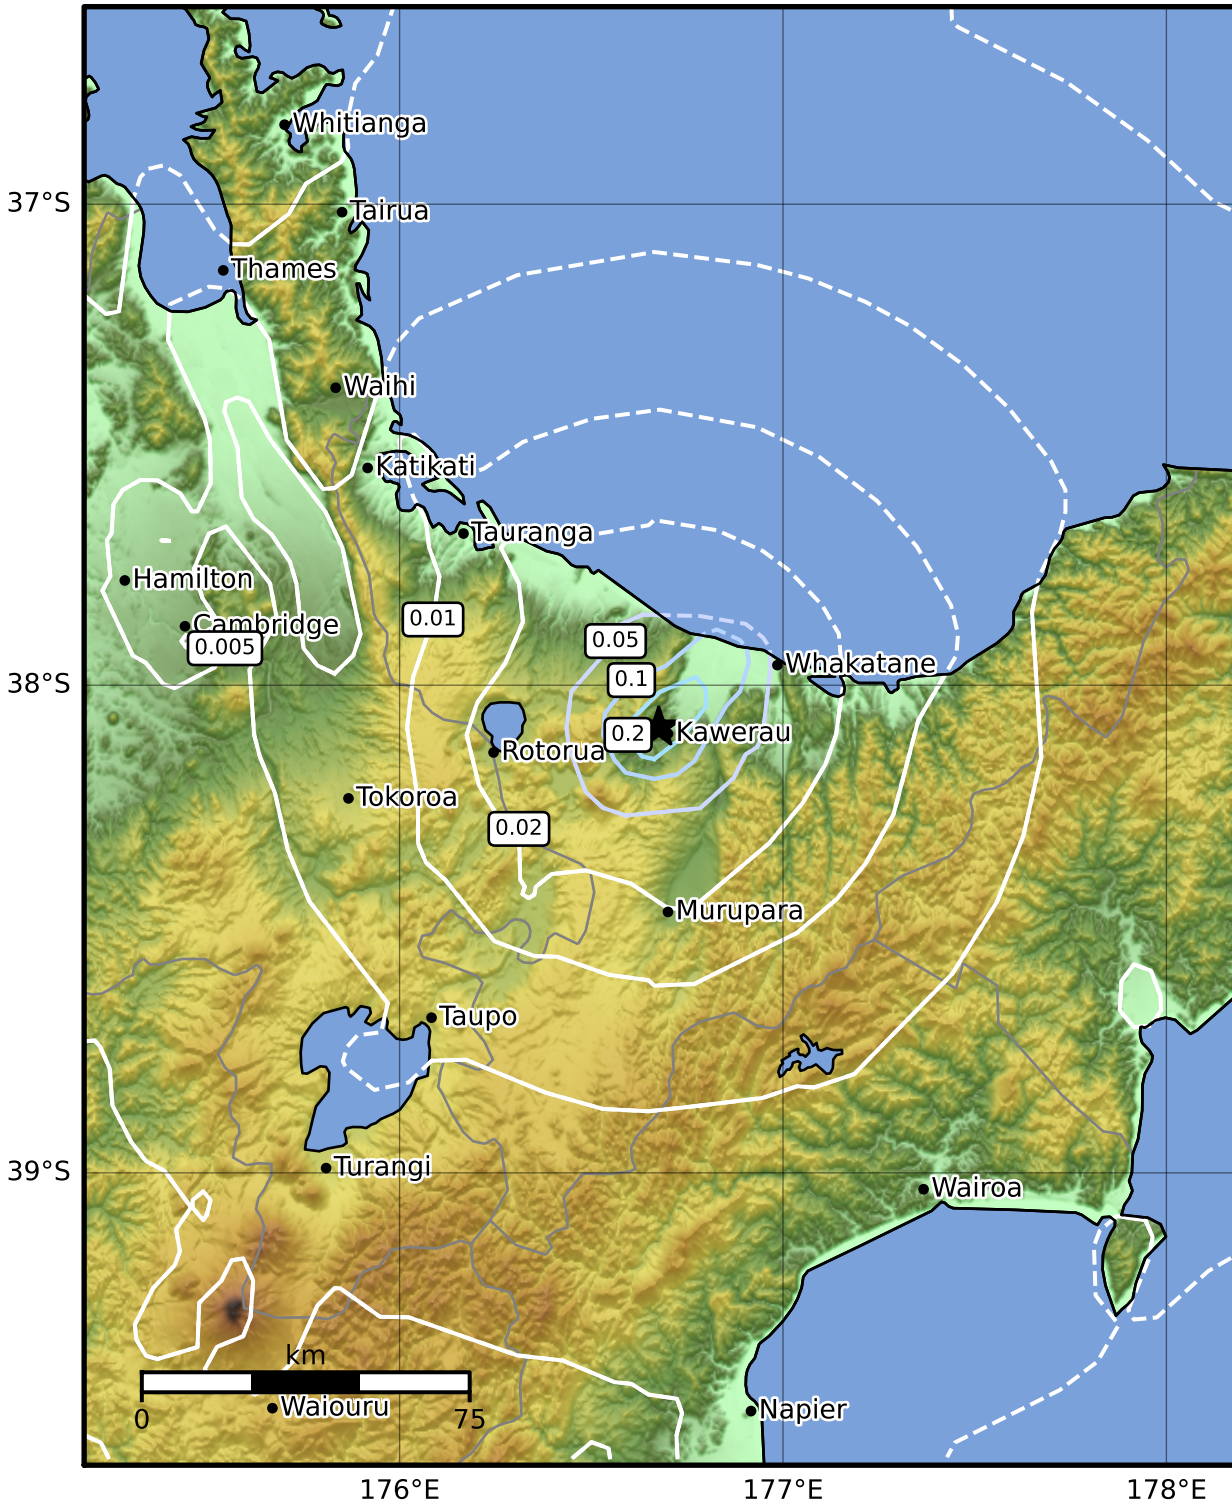 Whitianga
37°S
Tairua
Thames
Waihi
Katikati
Tauranga
Hamilton
0.01
Cambridge
0.05
0.005
Whakatane
38°S
0.1
0.2
Kawerau
Rotorua
Tokoroa
0.02
Murupara
Taupo
Turangi
39°S
Wairoa
km
0
75
Waiouru
Napier
176°E
177°E
178°E